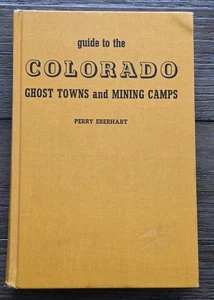 guide to the
COLORADO
GHOST TOWNS and MINING CAMPS
PERRY EBERHART